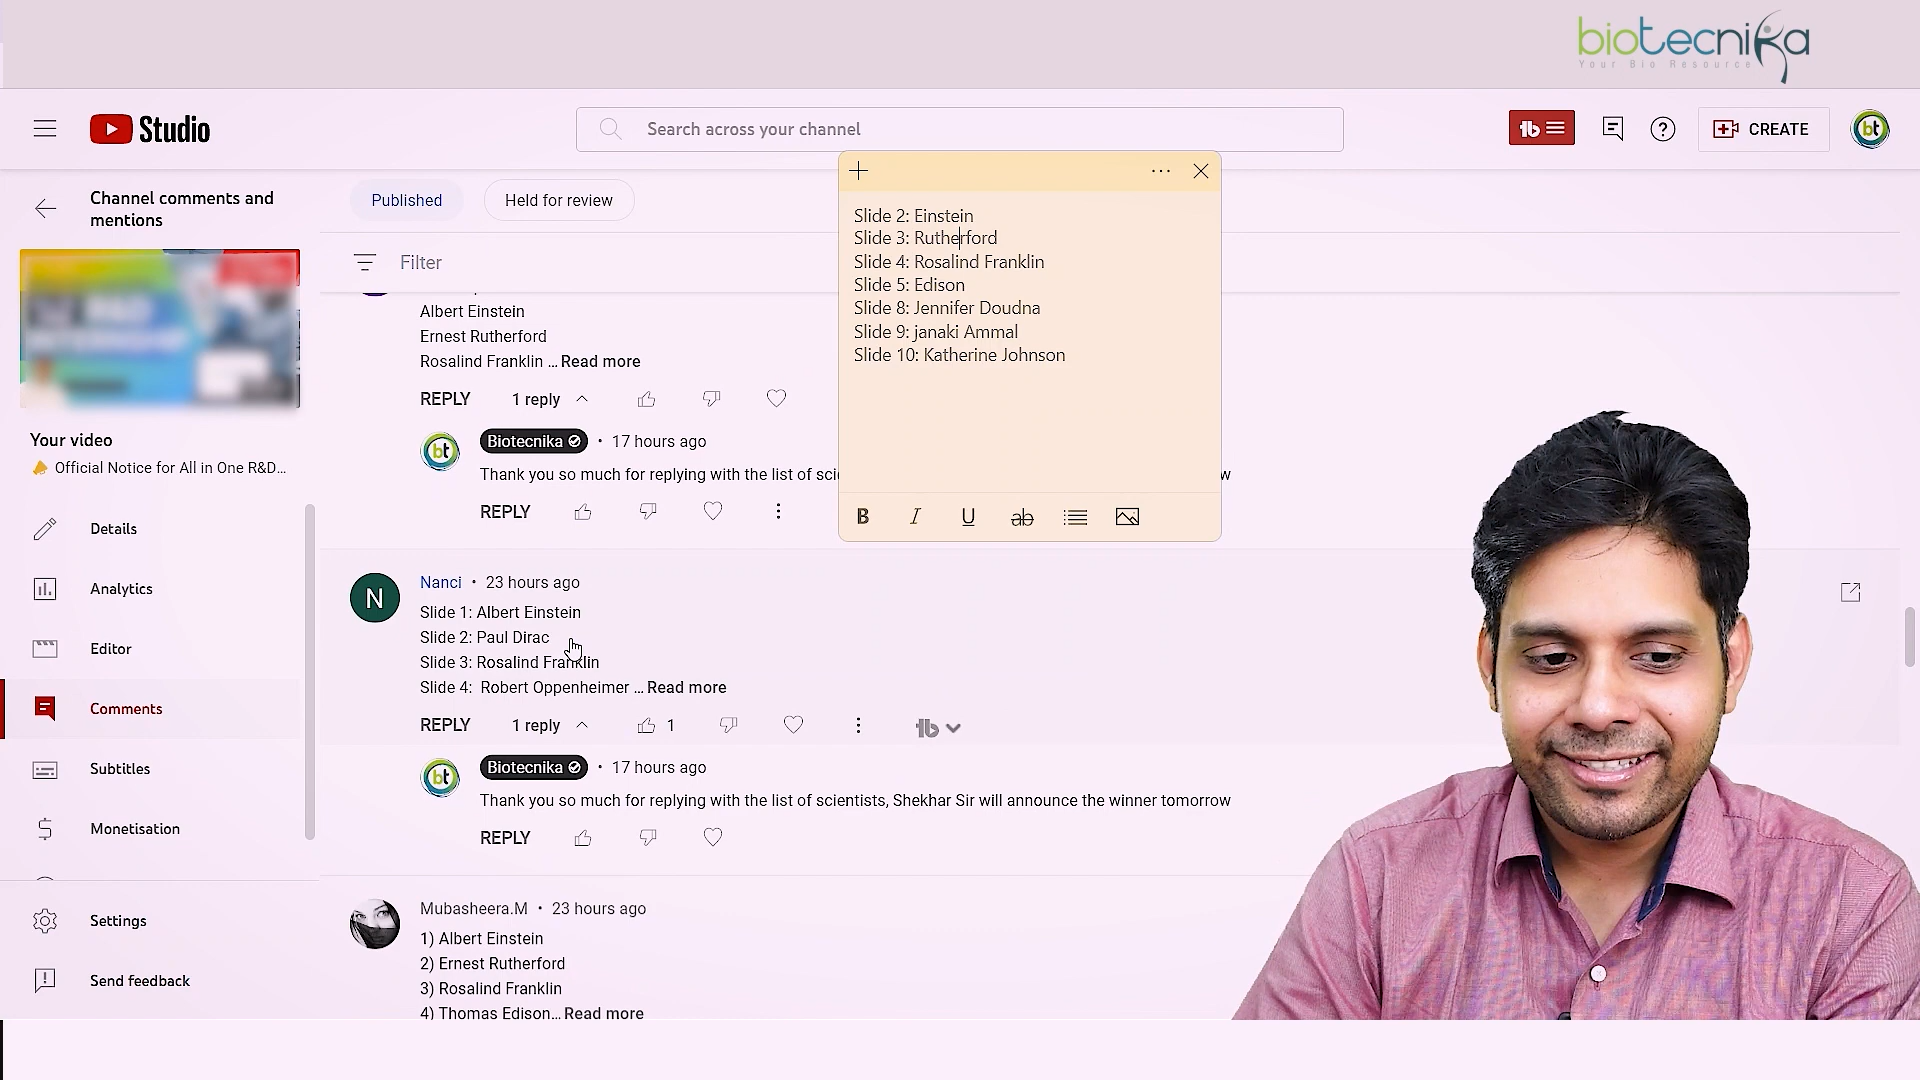 biotecnika
Your Bio Resource
Studio
Search across your channel
CREATE
bt
Channel comments and
mentions
Published
Held for review
Filter
Slide 2: Einstein
Slide 3: Rutherford
Slide 4: Rosalind Franklin
Slide 5: Edison
Slide 8: Jennifer Doudna
Slide 9: janaki Ammal
Slide 10: Katherine Johnson
B I U ab
Albert Einstein
Ernest Rutherford
Rosalind Franklin ... Read more
REPLY 1 reply
bt
Biotecnika • 17 hours ago
Thank you so much for replying with the list of
REPLY
Your video
Official Notice for All in One R&D...
Details
Analytics
Editor
Comments
Subtitles
Monetisation
Settings
Send feedback
N
Nanci • 23 hours ago
Slide 1: Albert Einstein
Slide 2: Paul Dirac
Slide 3: Rosalind Franklin
Slide 4: Robert Oppenheimer ... Read more
REPLY 1 reply 1
bt
Biotecnika • 17 hours ago
Thank you so much for replying with the list of scientists, Shekhar Sir will announce the winner tomorrow
REPLY
Mubasheera.M • 23 hours ago
1) Albert Einstein
2) Ernest Rutherford
3) Rosalind Franklin
4) Thomas Edison... Read more